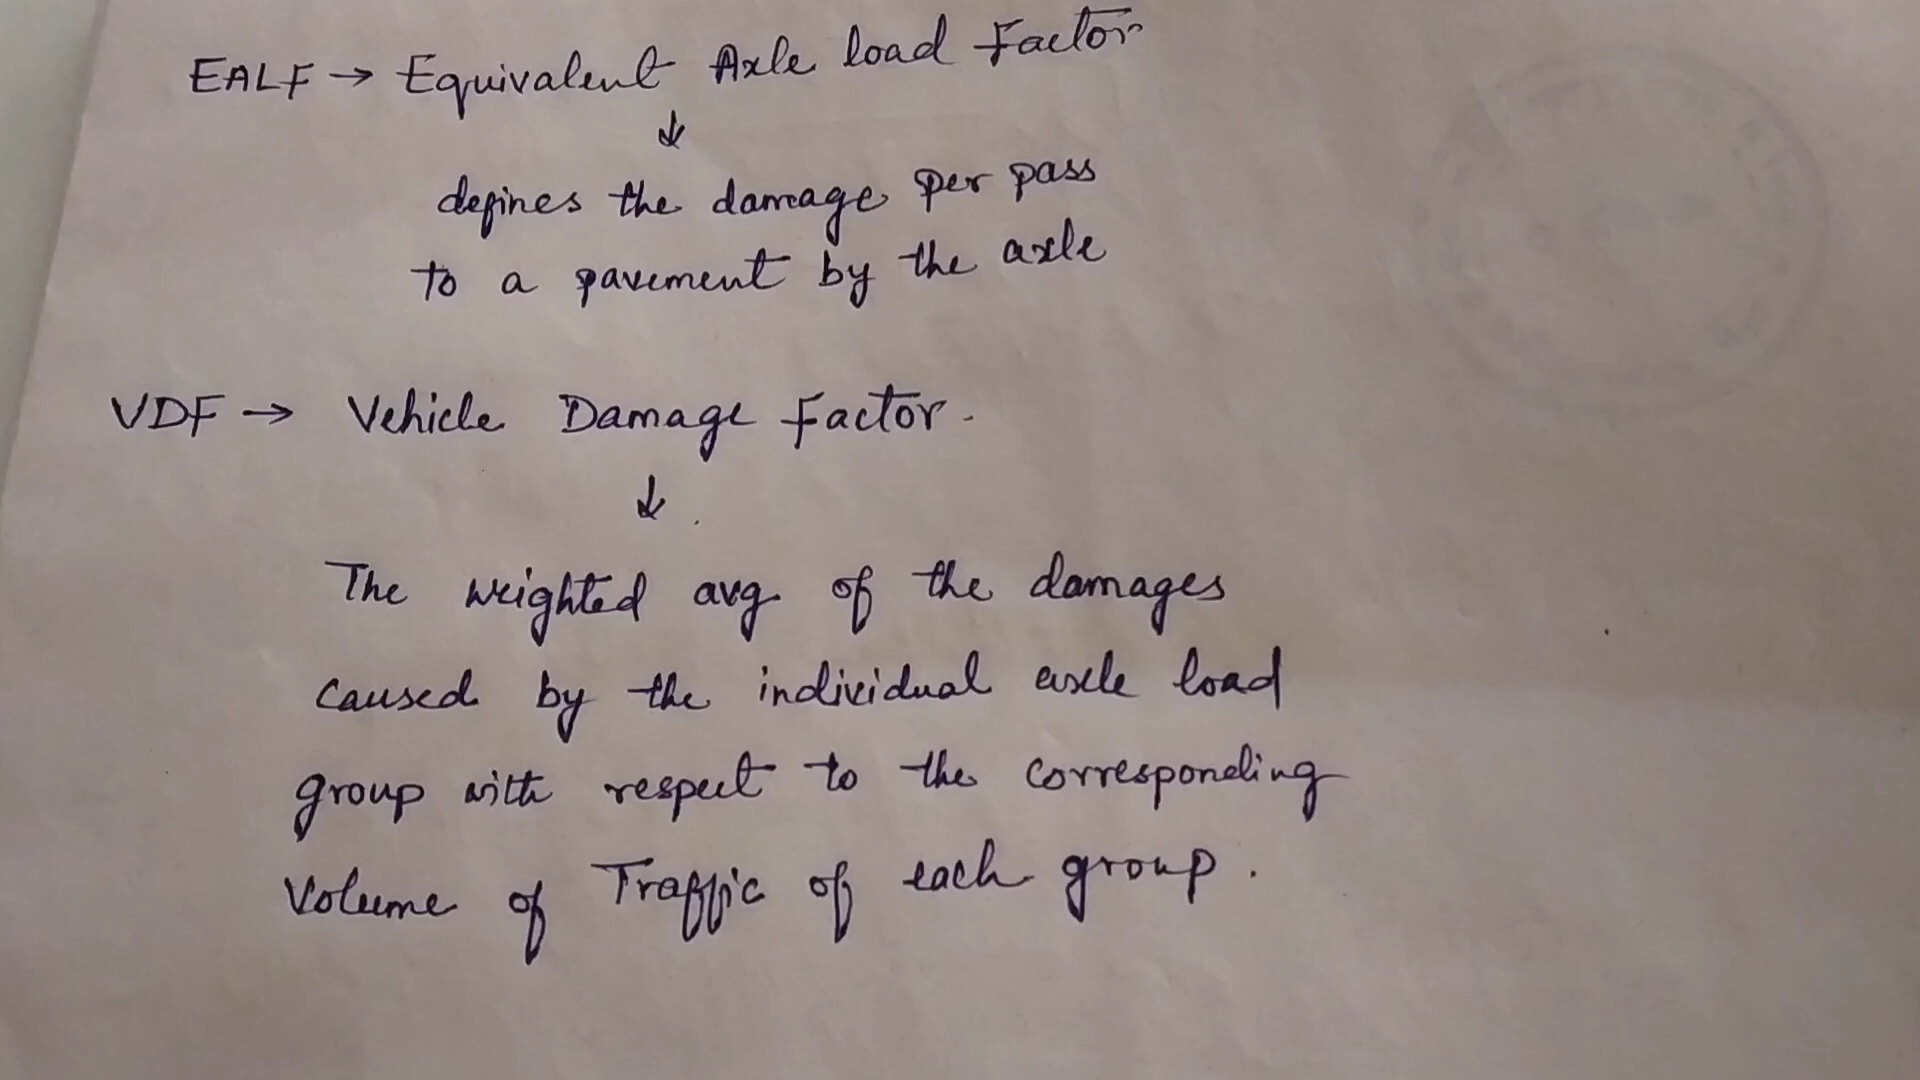 EALF → Equivalent Axle load Factor
↓
defines the damage per pass
to a pavement by the axle
VDF → Vehicle Damage Factor.
↓
The weighted avg. of the damages
caused by the individual axle load
group with respect to the corresponding
Volume of Traffic of each group.